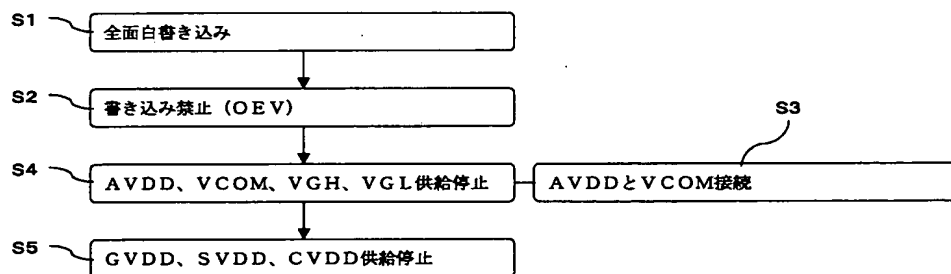 S1
全面白書き込み
S2
書き込み禁止（OEV）
S3
S4
AVDD、VCOM、VGH、VGL供給停止
AVDDとVCOM接続
S5
GVDD、SVDD、CVDD供給停止